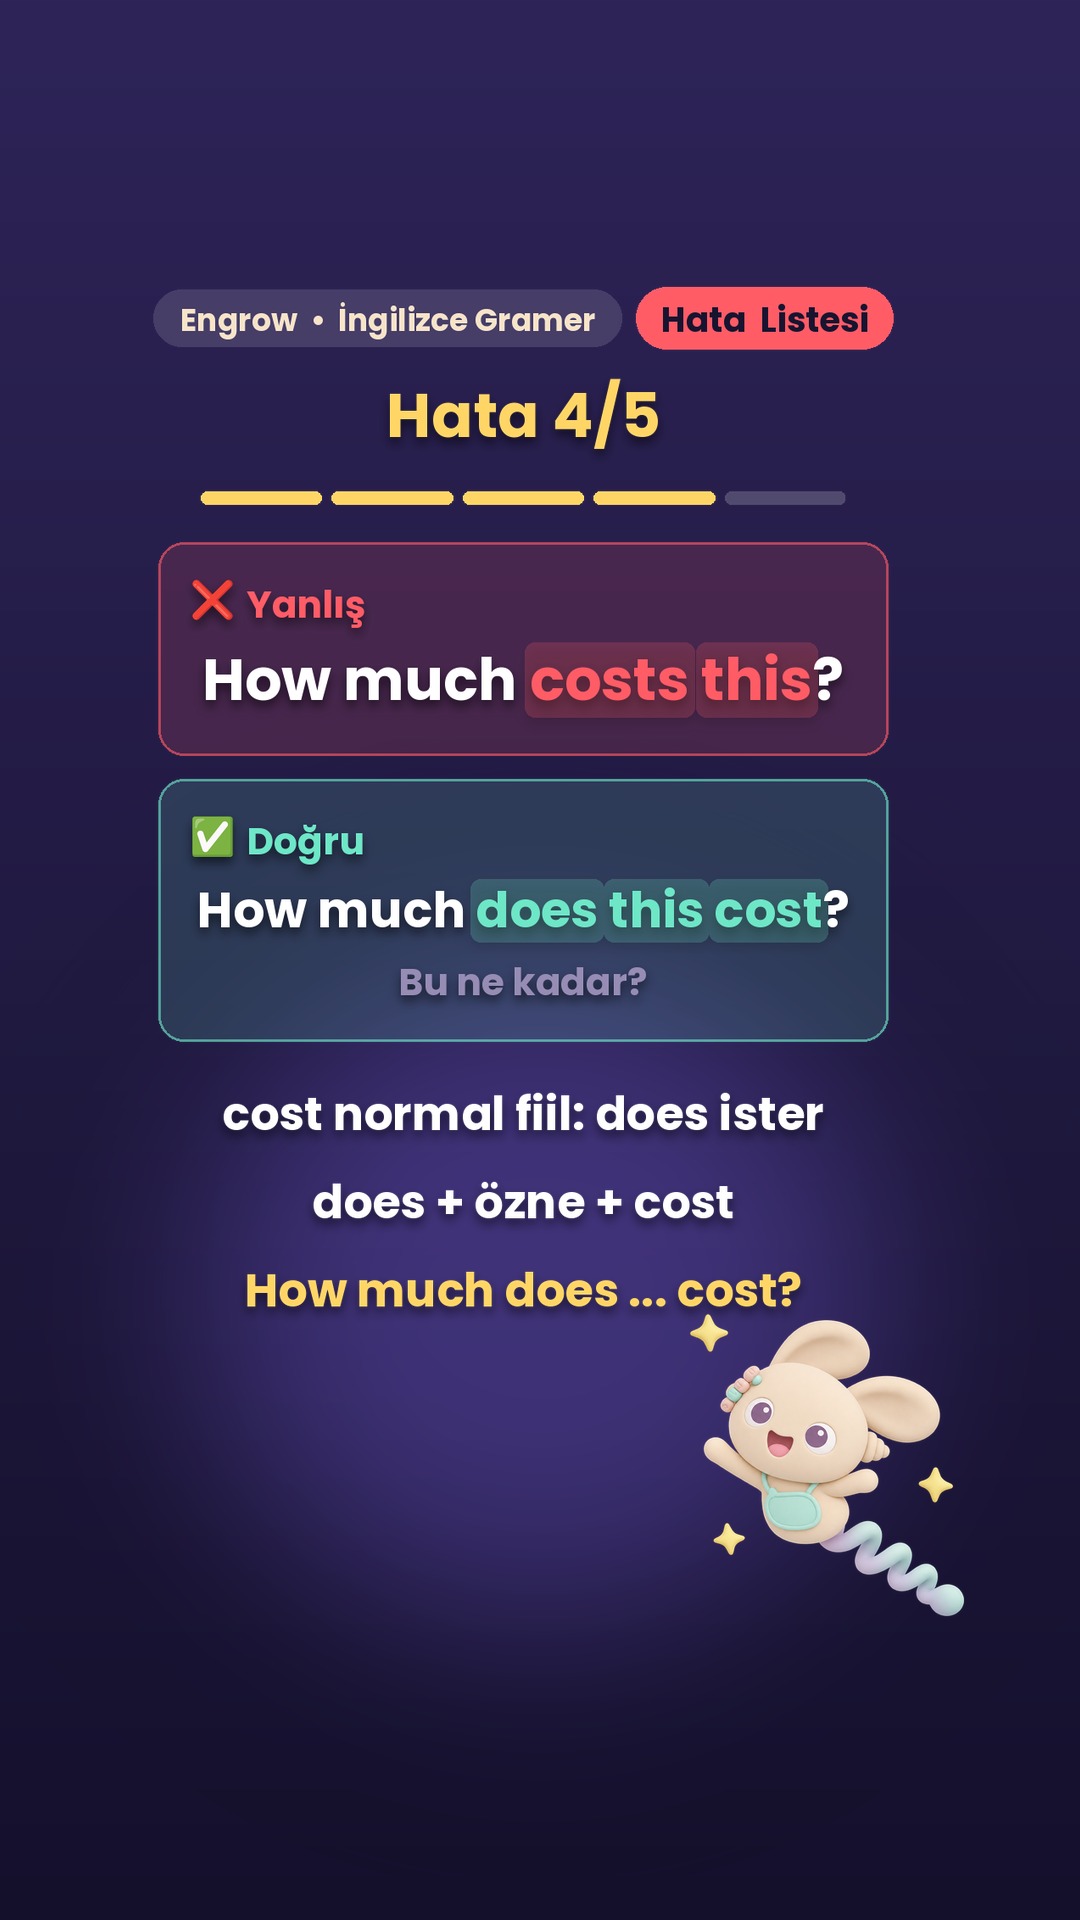 Engrow • İngilizce Gramer
Hata Listesi
Hata 4/5
❌ Yanlış
How much costs this?
✅ Doğru
How much does this cost?
Bu ne kadar?
cost normal fiil: does ister
does + özne + cost
How much does ... cost?